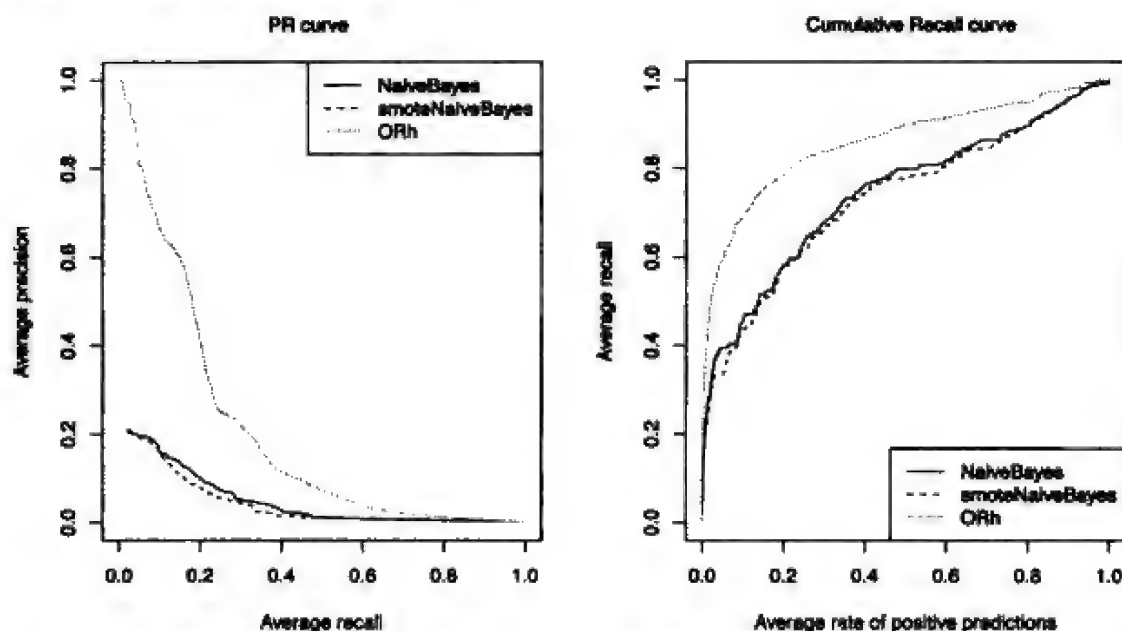 PR curve
NaiveBayes
smoteNaiveBayes
ORh
Average precision
0.0 0.2 0.4 0.6 0.8 1.0
0.0 0.2 0.4 0.6 0.8 1.0
Average recall
Cumulative Recall curve
Average recall
0.0 0.2 0.4 0.6 0.8 1.0
NaiveBayes
smoteNaiveBayes
ORh
0.0 0.2 0.4 0.6 0.8 1.0
Average rate of positive predictions